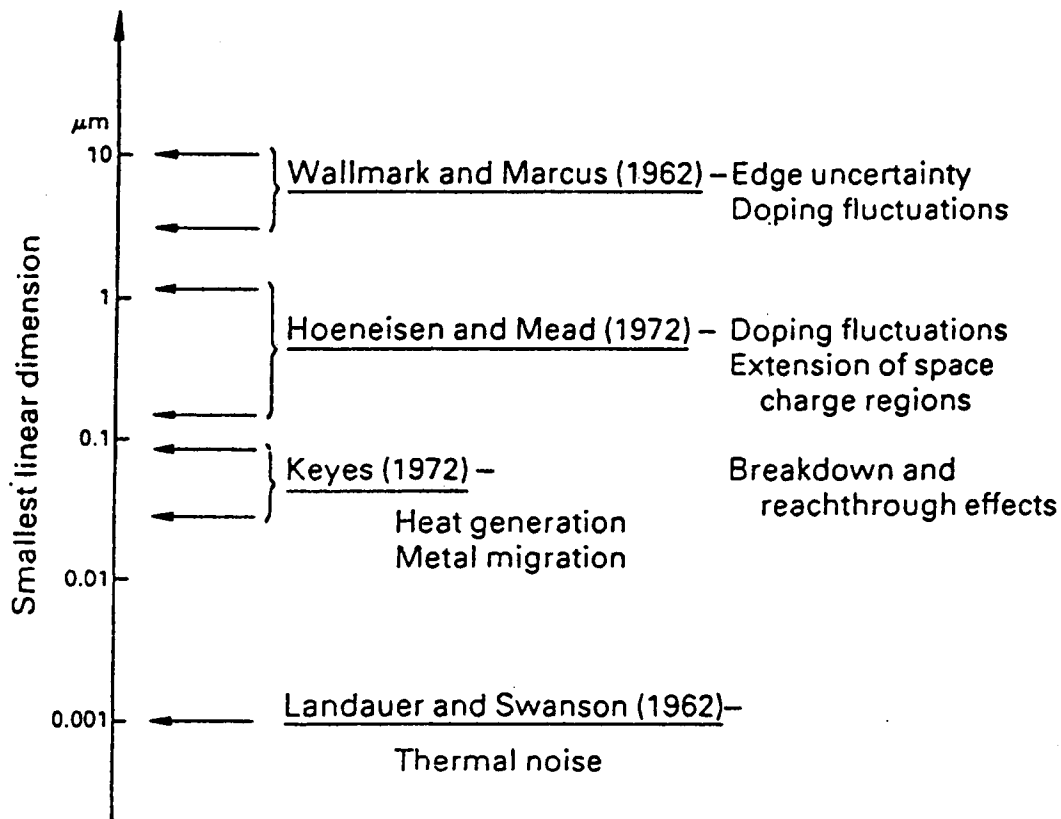 μm
10
Wallmark and Marcus (1962) – Edge uncertainty
Doping fluctuations
1
Hoeneisen and Mead (1972) – Doping fluctuations
Extension of space
charge regions
0.1
Keyes (1972) –
Breakdown and
reachthrough effects
Heat generation
Metal migration
0.01
0.001
Landauer and Swanson (1962)–
Thermal noise
Smallest linear dimension